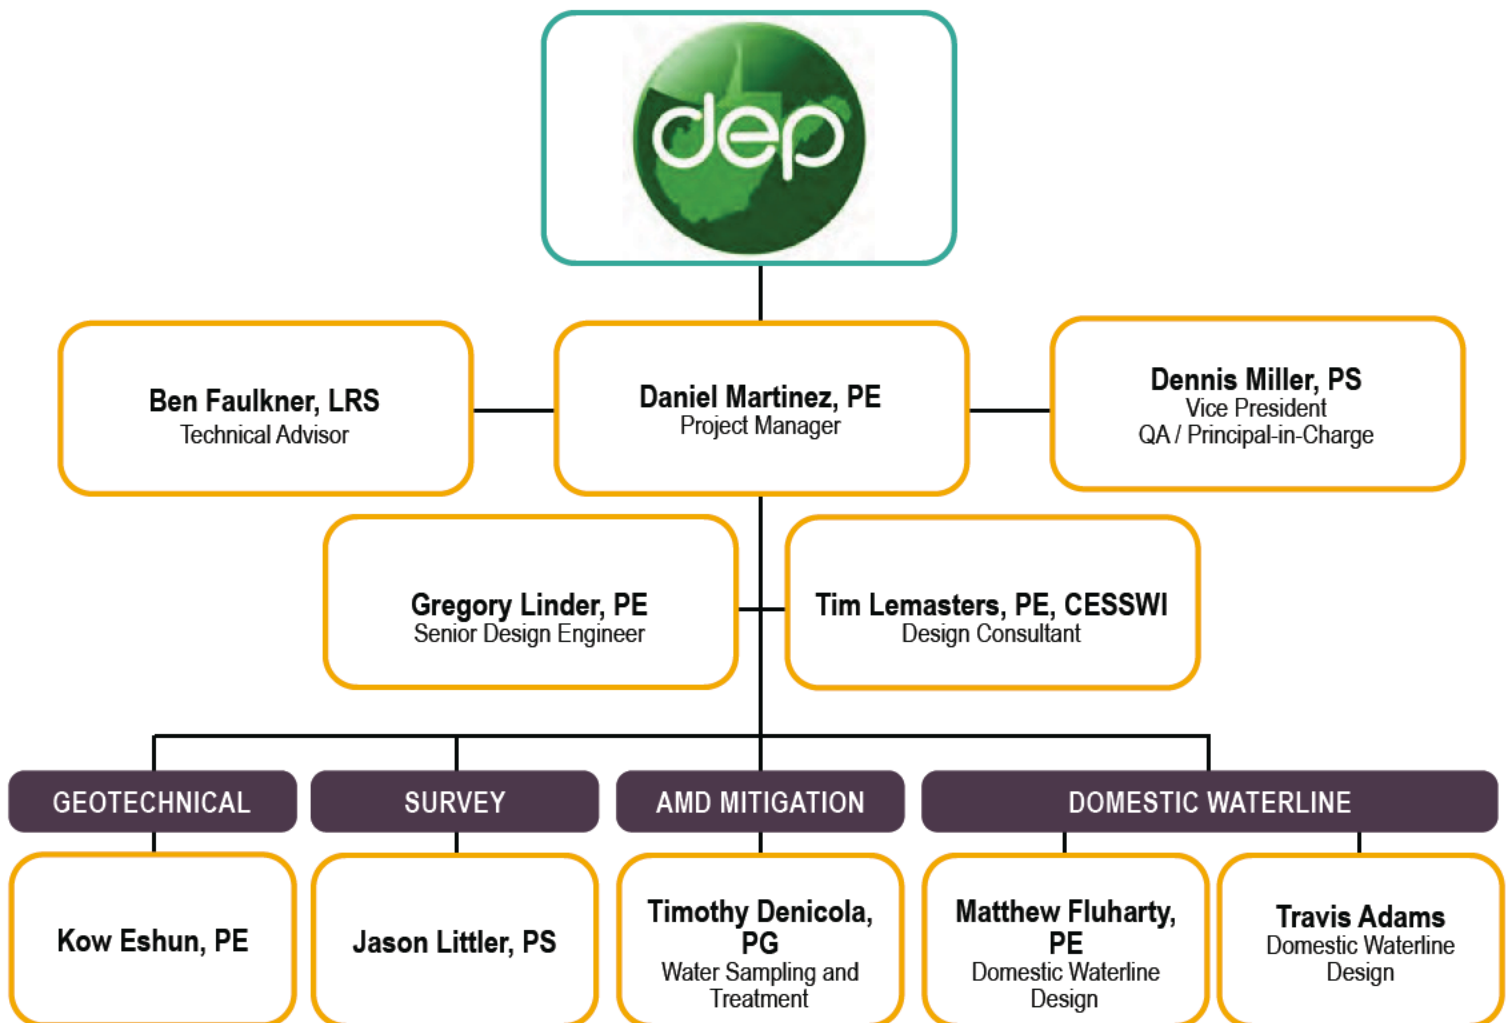 dep
Ben Faulkner, LRS
Technical Advisor
Daniel Martinez, PE
Project Manager
Dennis Miller, PS
Vice President
QA / Principal-in-Charge
Gregory Linder, PE
Senior Design Engineer
Tim Lemasters, PE, CESSWI
Design Consultant
GEOTECHNICAL
SURVEY
AMD MITIGATION
DOMESTIC WATERLINE
Kow Eshun, PE
Jason Littler, PS
Timothy Denicola,
PG
Water Sampling and
Treatment
Matthew Fluharty,
PE
Domestic Waterline
Design
Travis Adams
Domestic Waterline
Design